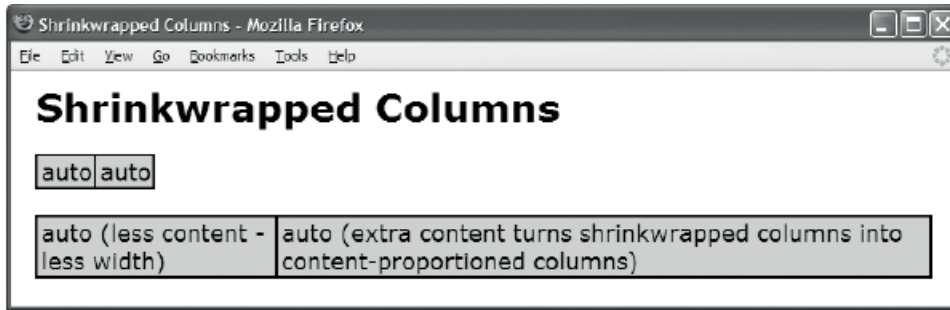 Shrinkwrapped Columns - Mozilla Firefox
File Edit View Go Bookmarks Tools Help
Shrinkwrapped Columns
auto auto
auto (less content - auto (extra content turns shrinkwrapped columns into
less width) content-proportioned columns)